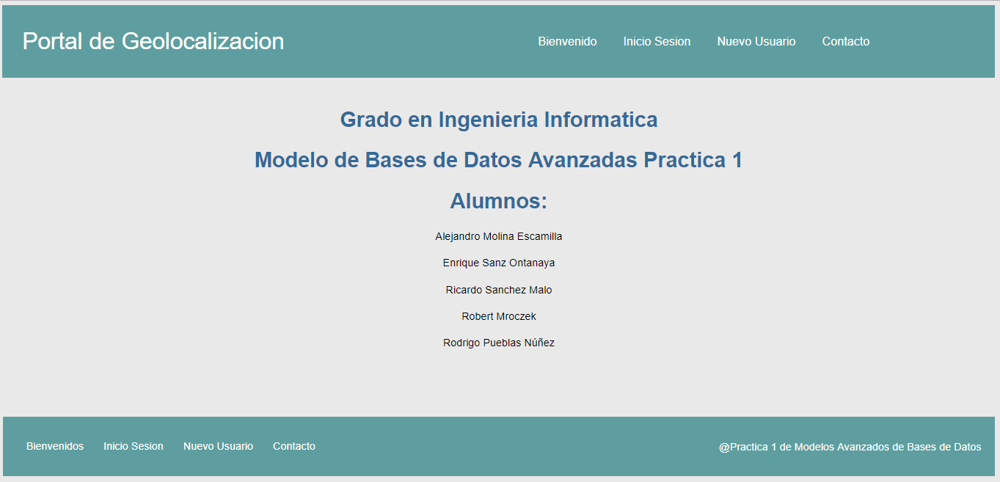 Portal de Geolocalizacion
Bienvenido Inicio Sesion Nuevo Usuario Contacto
Grado en Ingenieria Informatica
Modelo de Bases de Datos Avanzadas Practica 1
Alumnos:
Alejandro Molina Escamilla
Enrique Sanz Ontanaya
Ricardo Sanchez Malo
Robert Mroczek
Rodrigo Pueblas Núñez
Bienvenidos Inicio Sesion Nuevo Usuario Contacto
@Practica 1 de Modelos Avanzados de Bases de Datos